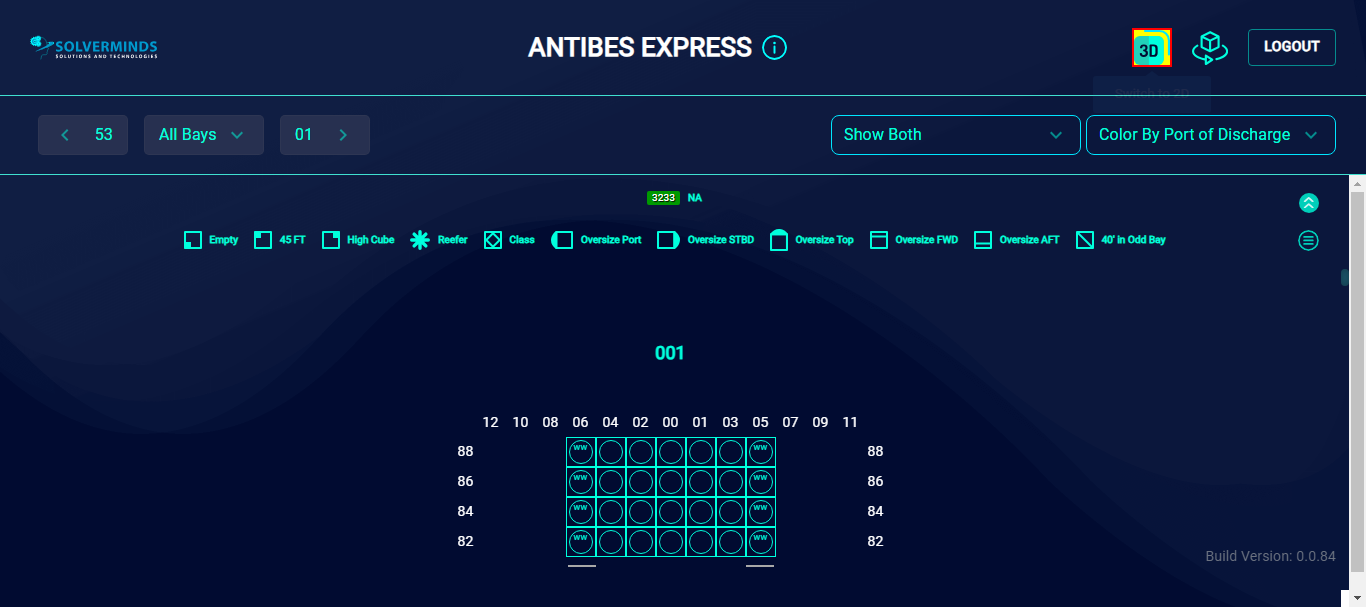 SOLVERMINDS
SOLUTIONS AND TECHNOLOGIES
ANTIBES EXPRESS
3D
LOGOUT
Switch to 2D
53
All Bays
01
Show Both
Color By Port of Discharge
3233 NA
Empty 45 FT High Cube Reefer Class Oversize Port Oversize STBD Oversize Top Oversize FWD Oversize AFT 40' In Odd Bay
001
12 10 08 06 04 02 00 01 03 05 07 09 11
88 WW WW 88
86 WW WW 86
84 WW WW 84
82 WW WW 82
Build Version: 0.0.84